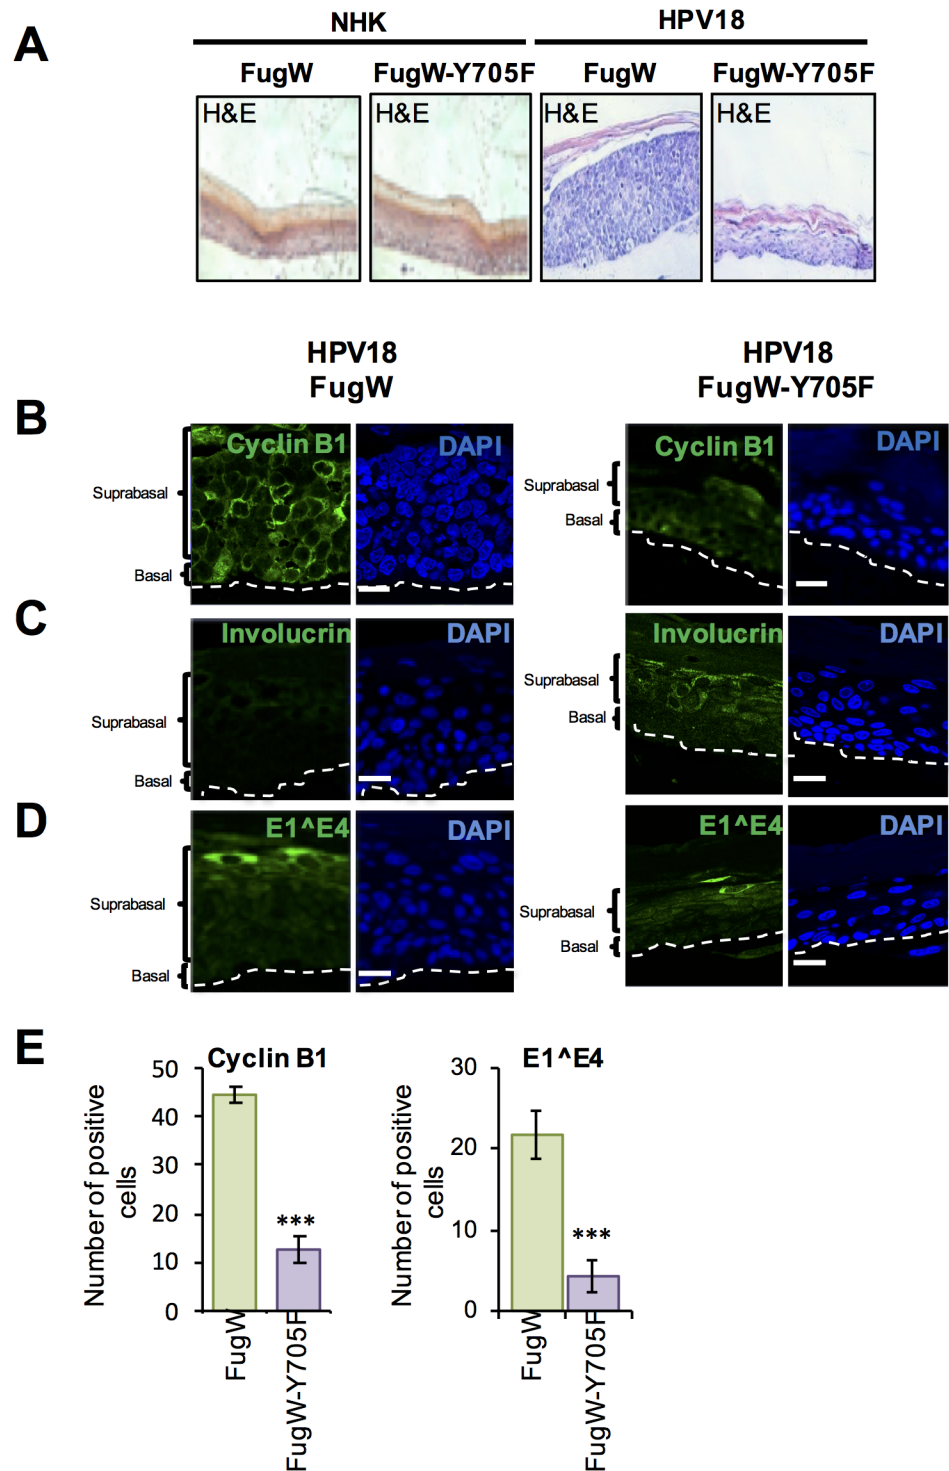 A
NHK
HPV18
FugW
FugW-Y705F
FugW
FugW-Y705F
H&E
H&E
H&E
H&E
HPV18
FugW
HPV18
FugW-Y705F
B
Suprabasal
Basal
Cyclin B1
DAPI
Suprabasal
Basal
Cyclin B1
DAPI
C
Suprabasal
Basal
Involucrin
DAPI
Suprabasal
Basal
Involucrin
DAPI
D
Suprabasal
Basal
E1^E4
DAPI
Suprabasal
Basal
E1^E4
DAPI
E
Cyclin B1
Number of positive
cells
50
40
30
20
10
0
***
FugW
FugW-Y705F
E1^E4
Number of positive
cells
30
20
10
0
***
FugW
FugW-Y705F